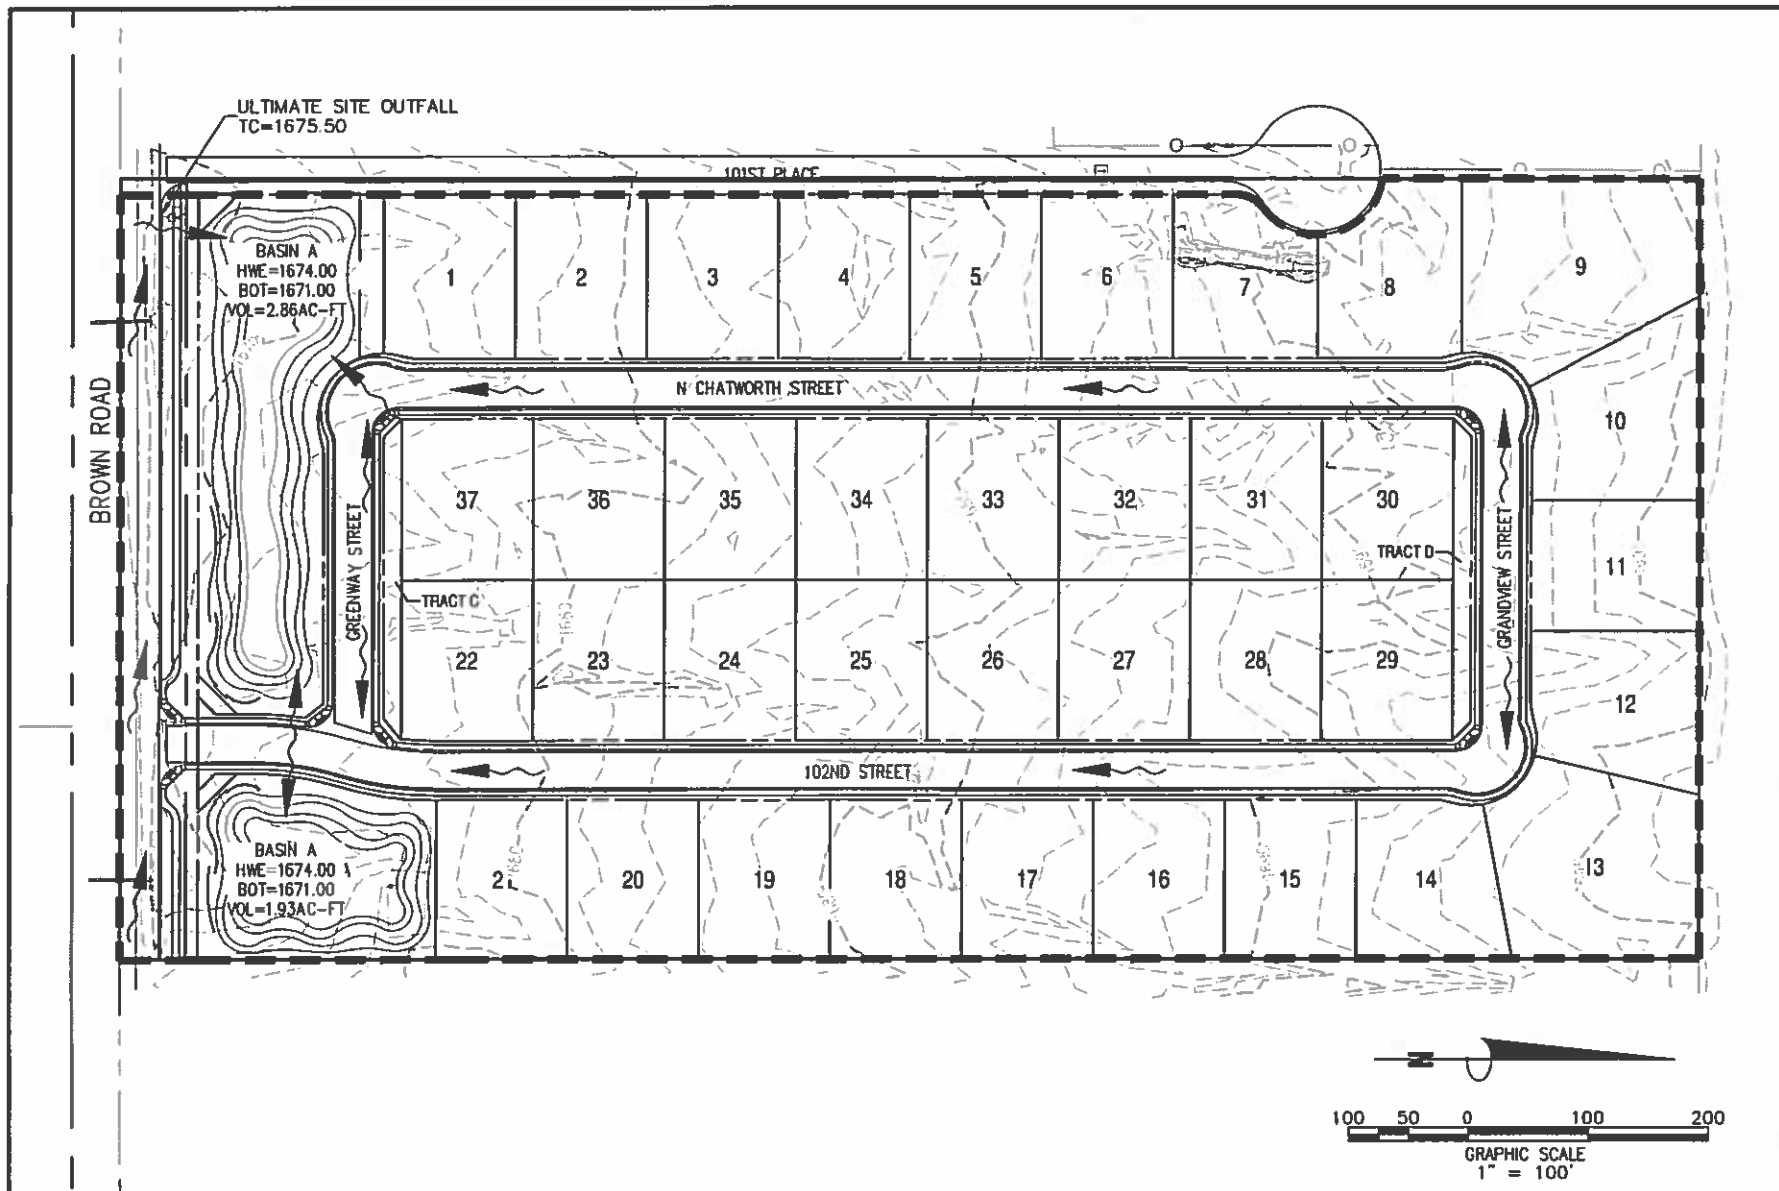 ULTIMATE SITE OUTFALL
TC=1675.50
101ST PLACE
BASIN A
HWE=1674.00
BOT=1671.00
VOL=2.86AC-FT
1
2
3
4
5
6
7
8
9
BROWN ROAD
N CHATWORTH STREET
10
37
36
35
34
33
32
31
30
GREENWAY STREET
TRACT D
GRANDVIEW STREET
11
TRACT C
1680
22
23
24
25
26
27
28
29
12
102ND STREET
BASIN A
HWE=1674.00
BOT=1671.00
VOL=1.93AC-FT
21
20
19
18
17
16
15
14
13
N
100 50 0 100 200
GRAPHIC SCALE
1" = 100'